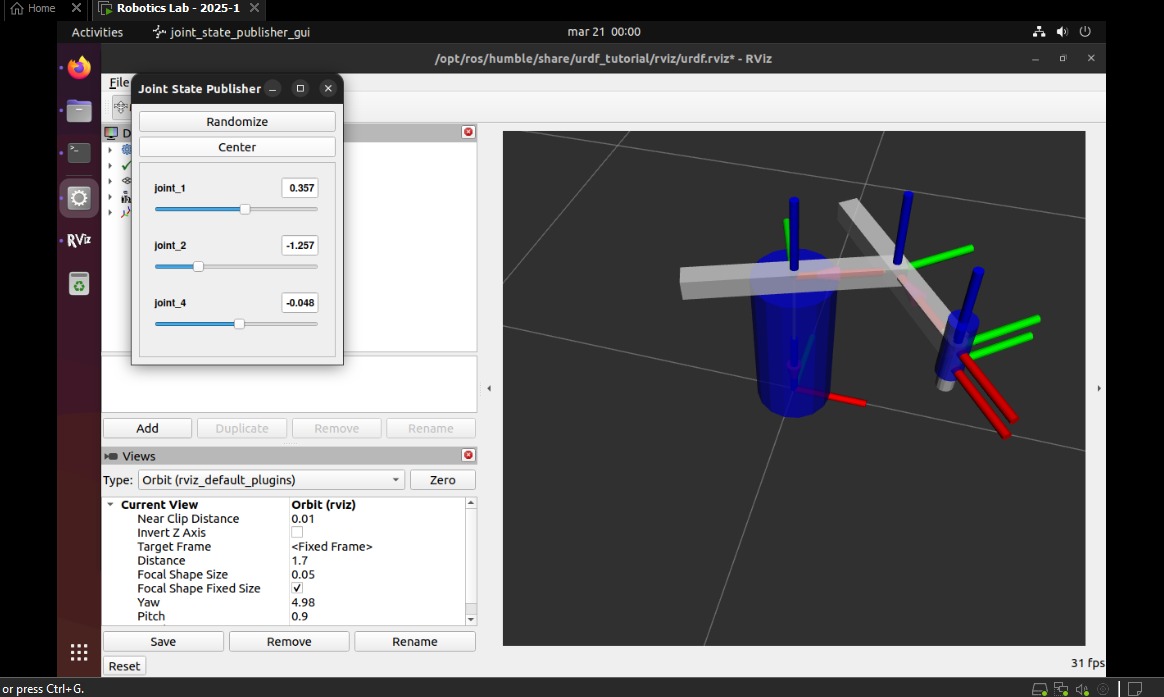 Home
Robotics Lab - 2025-1
Activities
joint_state_publisher_gui
mar 21 00:00
/opt/ros/humble/share/urdf_tutorial/rviz/urdf.rviz* - RViz
File
Joint State Publisher
Randomize
Center
joint_1
0.357
joint_2
-1.257
joint_4
-0.048
D
RViz
Add
Duplicate
Remove
Rename
Views
Type:
Orbit (rviz_default_plugins)
Zero
Current View
Orbit (rviz)
Near Clip Distance
0.01
Invert Z Axis
Target Frame
<Fixed Frame>
Distance
1.7
Focal Shape Size
0.05
Focal Shape Fixed Size
Yaw
4.98
Pitch
0.9
Save
Remove
Rename
Reset
31 fps
or press Ctrl+G.